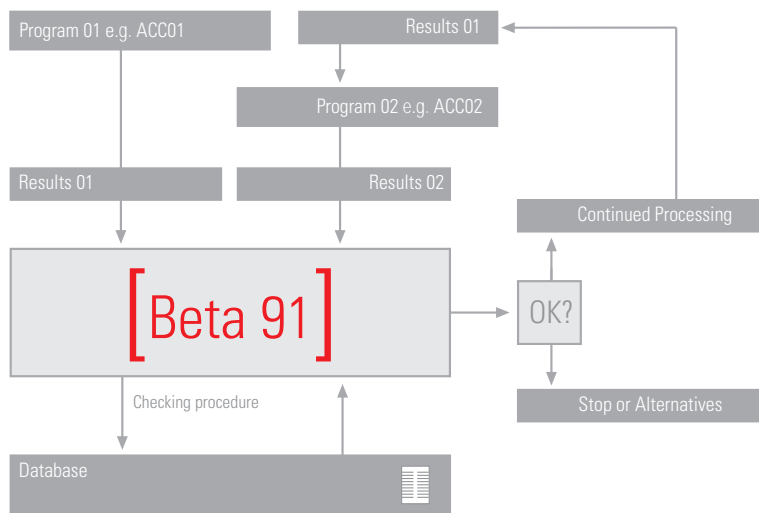 Program 01 e.g. ACC01
Results 01
Program 02 e.g. ACC02
Results 01
Results 02
Continued Processing
[Beta 91]
OK?
Checking procedure
Stop or Alternatives
Database